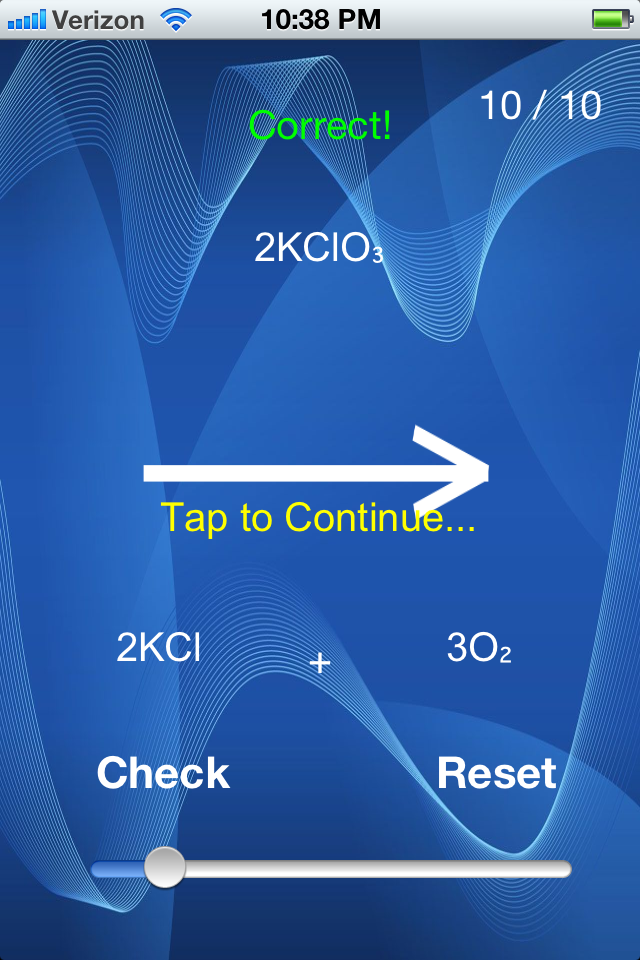 Verizon 10:38 PM
10 / 10
Correct!
2KClO₃
Tap to Continue...
2KCl + 3O₂
Check Reset